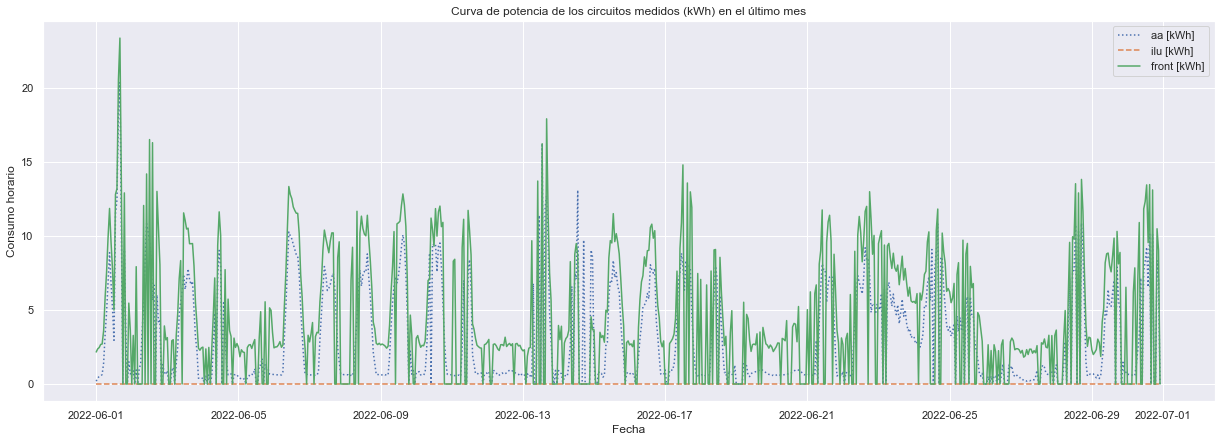 Curva de potencia de los circuitos medidos (kWh) en el último mes
aa [kWh]
ilu [kWh]
front [kWh]
Consumo horario
20
15
10
5
0
2022-06-01 2022-06-05 2022-06-09 2022-06-13 2022-06-17 2022-06-21 2022-06-25 2022-06-29 2022-07-01
Fecha